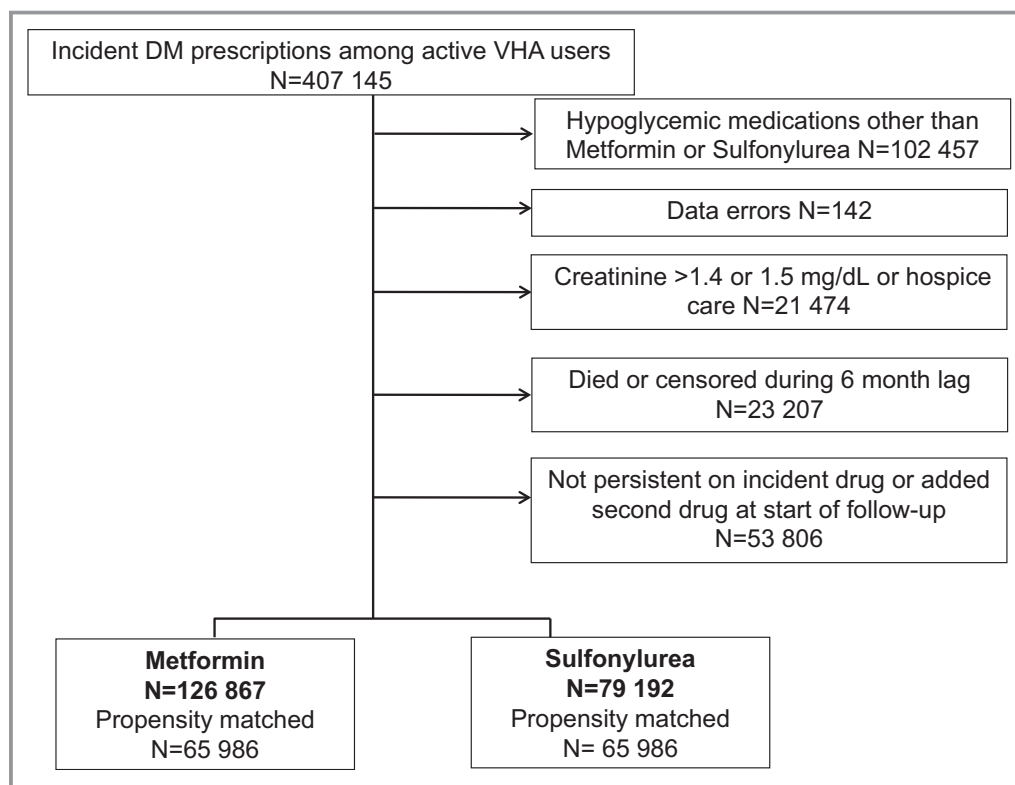 Incident DM prescriptions among active VHA users
N=407 145
Hypoglycemic medications other than
Metformin or Sulfonylurea N=102 457
Data errors N=142
Creatinine >1.4 or 1.5 mg/dL or hospice
care N=21 474
Died or censored during 6 month lag
N=23 207
Not persistent on incident drug or added
second drug at start of follow-up
N=53 806
Metformin
N=126 867
Propensity matched
N=65 986
Sulfonylurea
N=79 192
Propensity matched
N= 65 986